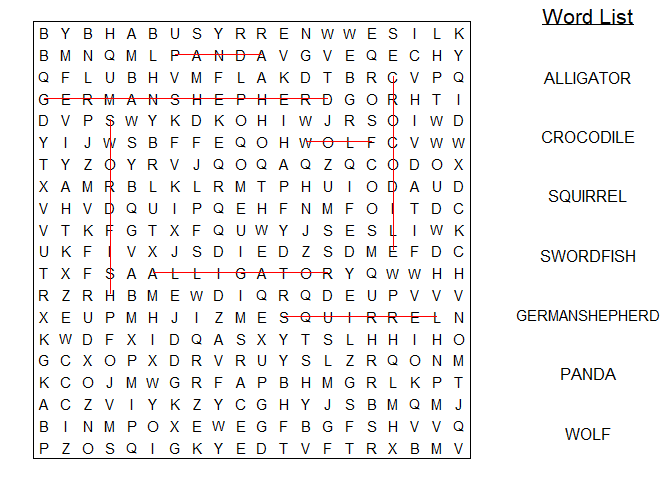 B Y B H A B U S Y R R E N W W E S I L K
B M N Q M L P A N D A V G V E Q E C H Y
Q F L U B H V M F L A K D T B R C V P Q
G E R M A N S H E P H E R D G O R H T I
D V P S W Y K D K O H I W J R S O I W D
Y I J W S B F F E Q O H W O L F C V W W
T Y Z O Y R V J Q O Q A Q Z Q C O D O X
X A M R B L K L R M T P H U I O D A U D
V H V D Q U I P Q E H F N M F O I T D C
V T K F G T X F Q U W Y J S E S L I W K
U K F I V X J S D I E D Z S D M E F D C
T X F S A A L L I G A T O R Y Q W W H H
R Z R H B M E W D I Q R Q D E U P V V V
X E U P M H J I Z M E S Q U I R R E L N
K W D F X I D Q A S X Y T S L H H I H O
G C X O P X D R V R U Y S L Z R Q O N M
K C O J M W G R F A P B H M G R L K P T
A C Z V I Y K Z Y C G H Y J S B M Q M J
B I N M P O X E W E G F B G F S H V V Q
P Z O S Q I G K Y E D T V F T R X B M V
Word List
ALLIGATOR
CROCODILE
SQUIRREL
SWORDFISH
GERMANSHEPHERD
PANDA
WOLF